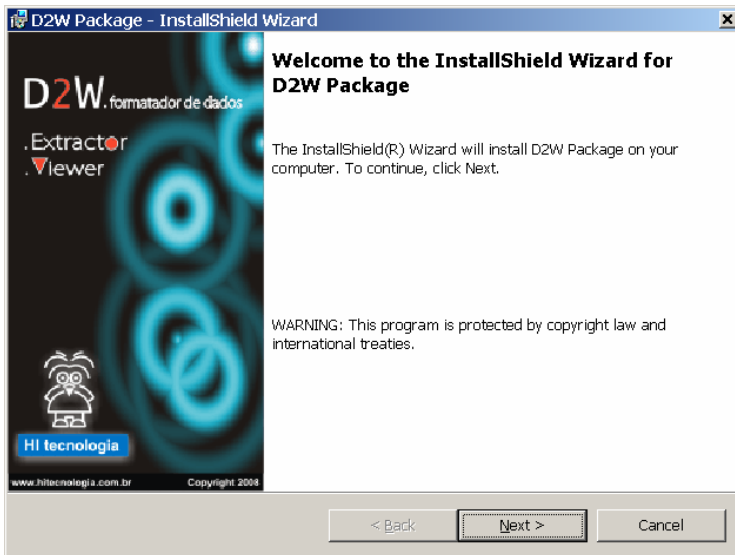 D2W Package - InstallShield Wizard
D2W.formatador de dados
.Extractor
.Viewer
HI tecnologia
www.hitecnologia.com.br Copyright 2008
Welcome to the InstallShield Wizard for
D2W Package
The InstallShield(R) Wizard will install D2W Package on your
computer. To continue, click Next.
WARNING: This program is protected by copyright law and
international treaties.
< Back Next > Cancel